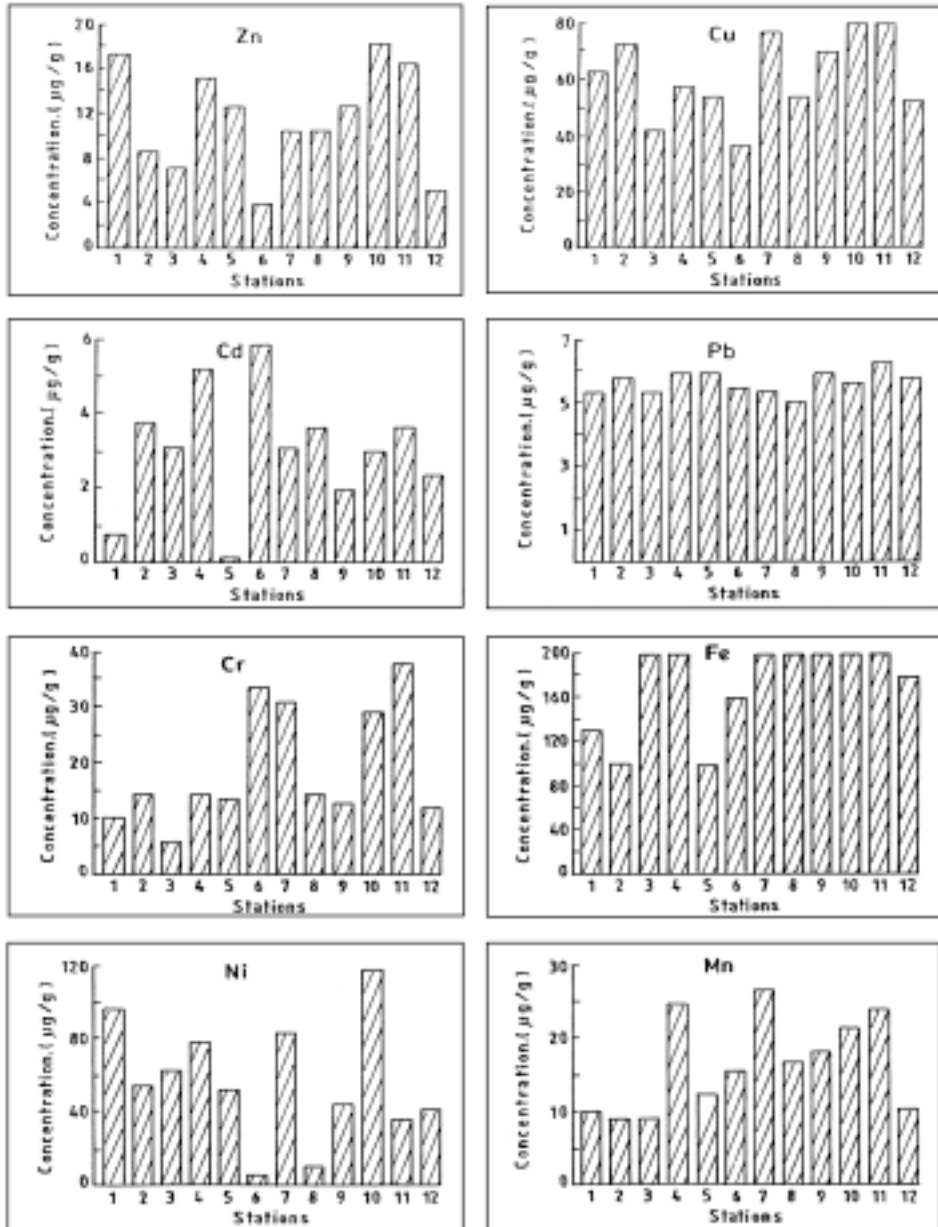 Zn
Concentration.( µg/g)
20
16
12
8
4
0
1 2 3 4 5 6 7 8 9 10 11 12
Stations
Cu
Concentration.( µg/g)
80
60
40
20
0
1 2 3 4 5 6 7 8 9 10 11 12
Stations
Cd
Concentration.( µg/g)
6
4
2
0
1 2 3 4 5 6 7 8 9 10 11 12
Stations
Pb
Concentration.( µg/g)
7
5
3
1
1 2 3 4 5 6 7 8 9 10 11 12
Stations
Cr
Concentration.( µg/g)
40
30
20
10
0
1 2 3 4 5 6 7 8 9 10 11 12
Stations
Fe
Concentration.( µg/g)
200
160
120
80
40
0
1 2 3 4 5 6 7 8 9 10 11 12
Stations
Ni
Concentration.( µg/g)
120
80
40
0
1 2 3 4 5 6 7 8 9 10 11 12
Stations
Mn
Concentration.( µg/g)
30
20
10
0
1 2 3 4 5 6 7 8 9 10 11 12
Stations